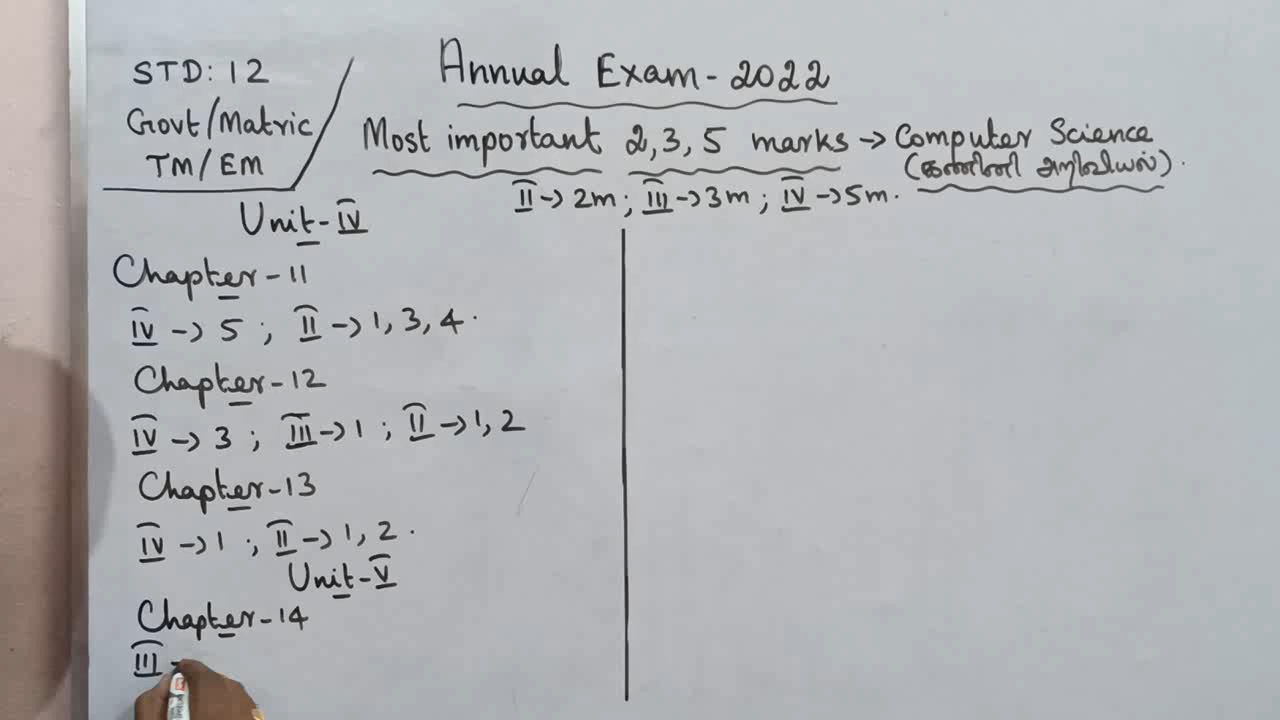 STD: 12
Govt/Matric
TM/EM
Annual Exam - 2022
Most important 2, 3, 5 marks → Computer Science
(கணினி அறிவியல்).
II → 2m ; III → 3m ; IV → 5m.
Unit - IV
Chapter - 11
IV → 5 ; II → 1, 3, 4.
Chapter - 12
IV → 3 ; III → 1 ; II → 1, 2
Chapter - 13
IV → 1 ; II → 1, 2.
Unit - V
Chapter - 14
III -